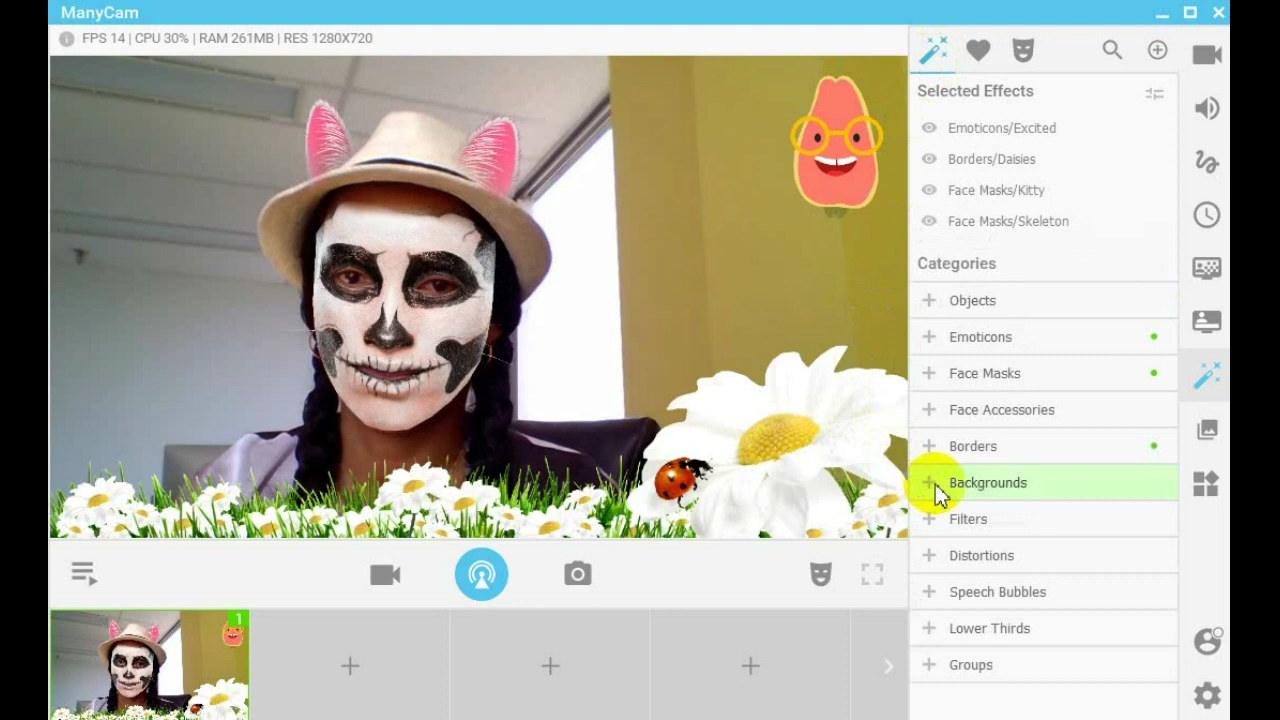 ManyCam
FPS 14 | CPU 30% | RAM 261MB | RES 1280X720
Selected Effects
Emoticons/Excited
Borders/Daisies
Face Masks/Kitty
Face Masks/Skeleton
Categories
Objects
Emoticons
Face Masks
Face Accessories
Borders
Backgrounds
Filters
Distortions
Speech Bubbles
Lower Thirds
Groups
1